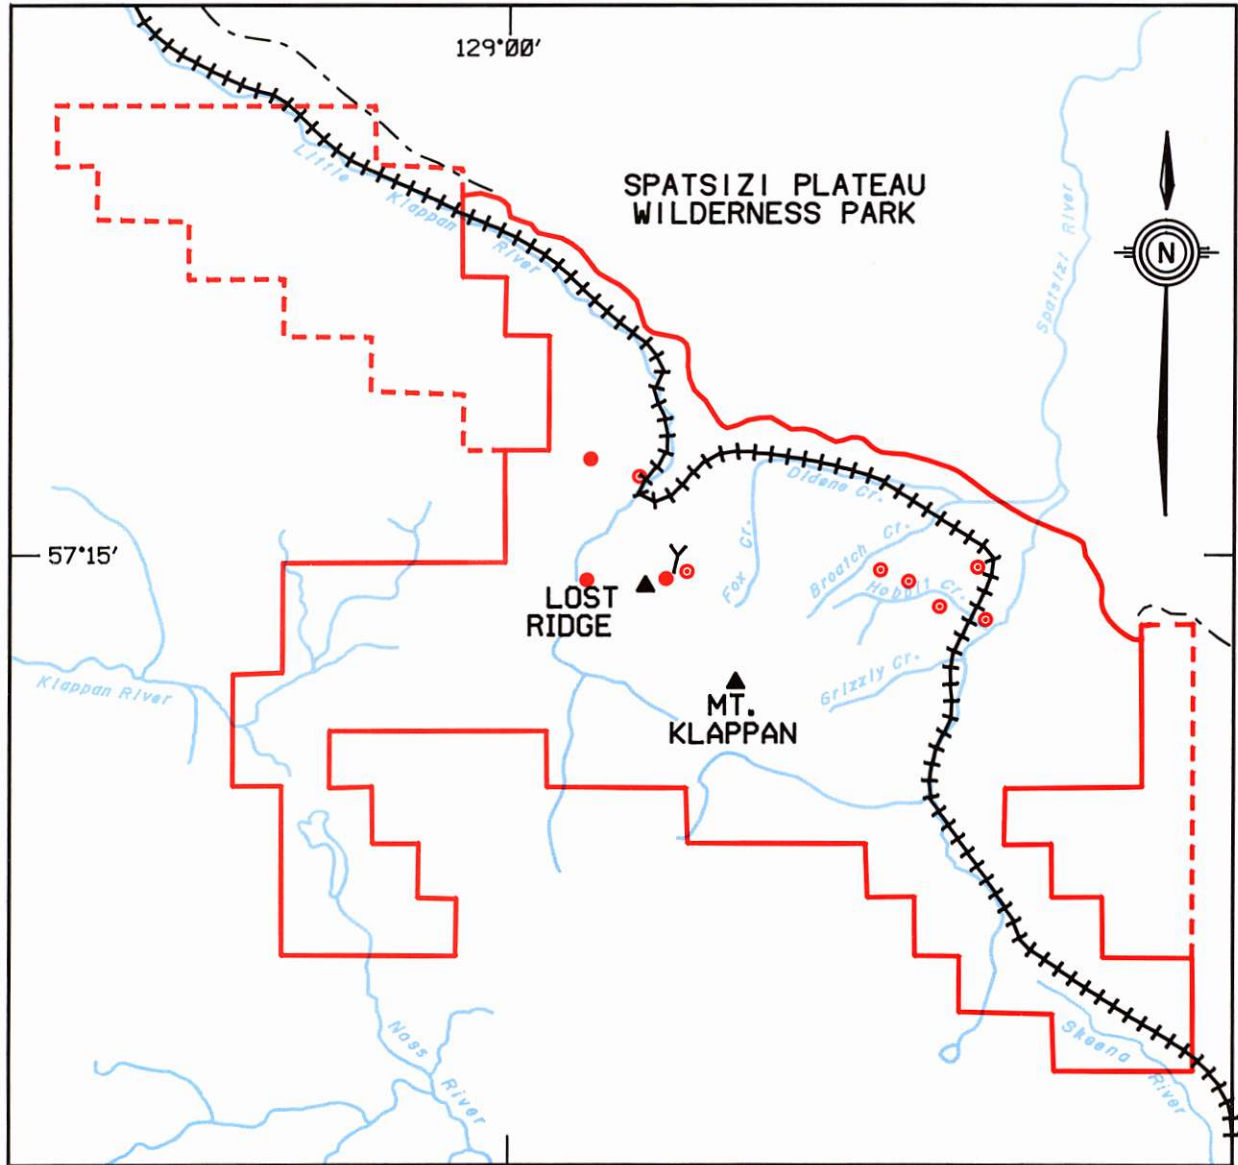 129°00'
SPATSIZI PLATEAU
WILDERNESS PARK
Little Klappan River
Spatsizi River
N
Didene Cr.
57°15'
Fox Cr.
Broatch Cr.
Hobbit Cr.
LOST
RIDGE
Grizzly Cr.
Klappan River
MT.
KLAPPAN
Nass River
Skeena River